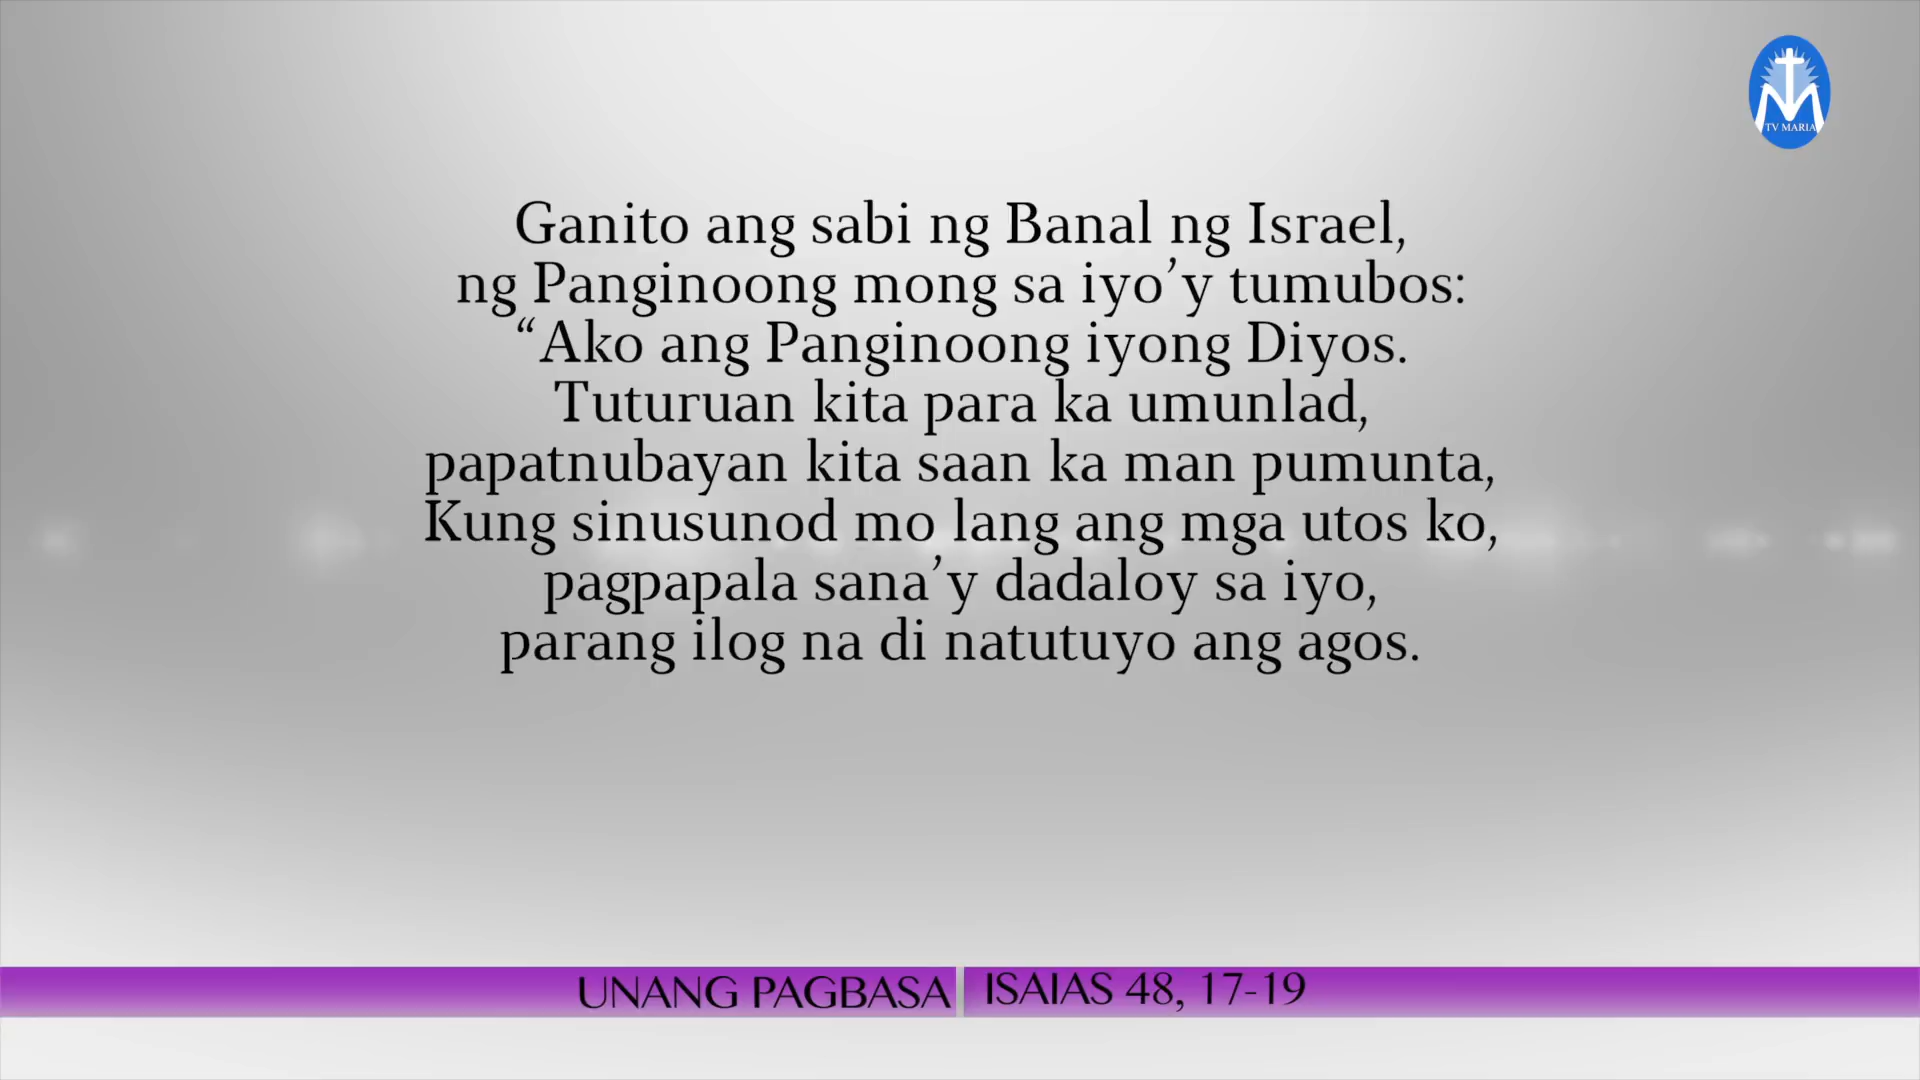 TV MARIA
Ganito ang sabi ng Banal ng Israel,
ng Panginoong mong sa iyo’y tumubos:
“Ako ang Panginoong iyong Diyos.
Tuturuan kita para ka umunlad,
papatnubayan kita saan ka man pumunta,
Kung sinusunod mo lang ang mga utos ko,
pagpapala sana’y dadaloy sa iyo,
parang ilog na di natutuyo ang agos.
UNANG PAGBASA
ISAIAS 48, 17-19